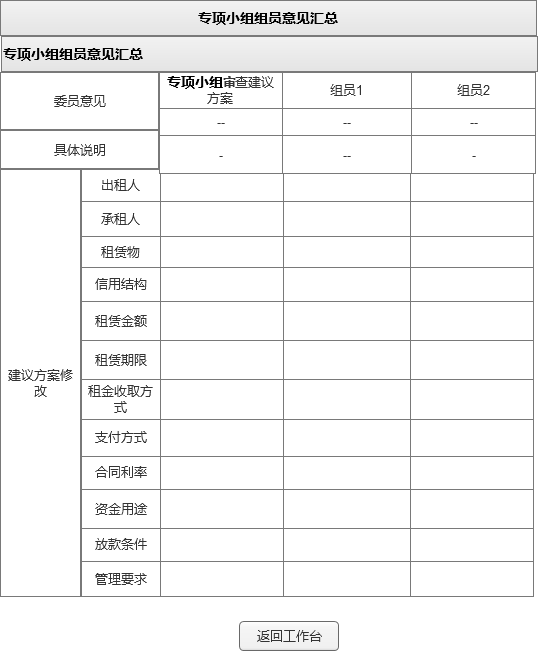 专项小组组员意见汇总
专项小组组员意见汇总
委员意见
专项小组审查建议
方案
组员1
组员2
--
--
--
具体说明
-
--
-
建议方案修
改
出租人
承租人
租赁物
信用结构
租赁金额
租赁期限
租金收取方
式
支付方式
合同利率
资金用途
放款条件
管理要求
返回工作台